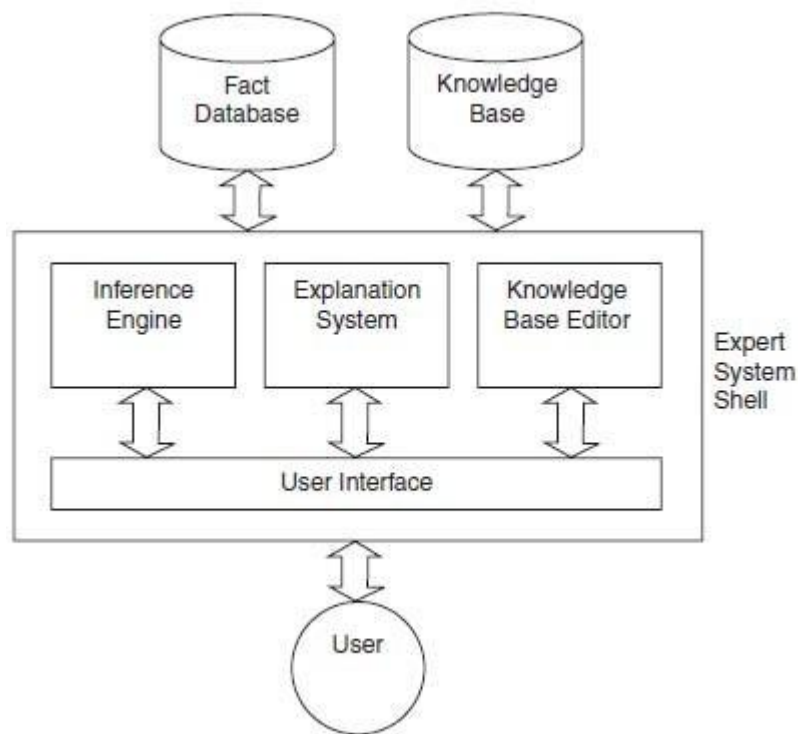 Fact
Database
Knowledge
Base
Inference
Engine
Explanation
System
Knowledge
Base Editor
Expert
System
Shell
User Interface
User